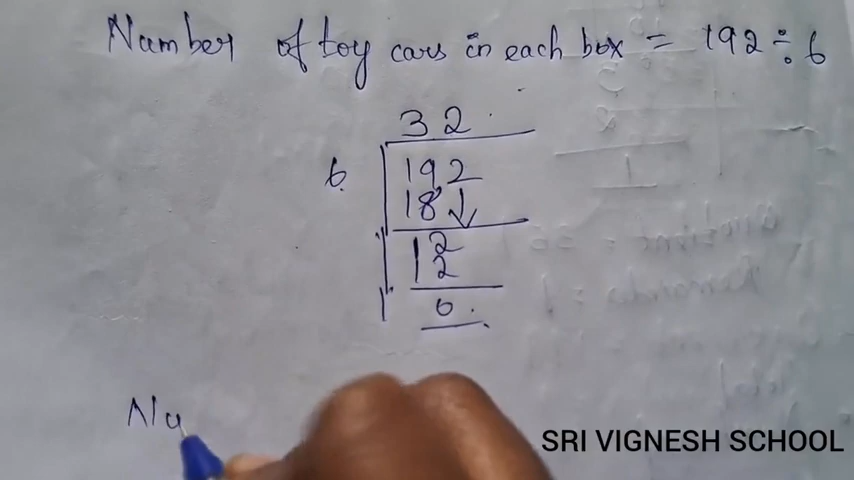 Number of toy cars in each box = 192 ÷ 6
32
6 192
18
12
12
0
Nu
SRI VIGNESH SCHOOL